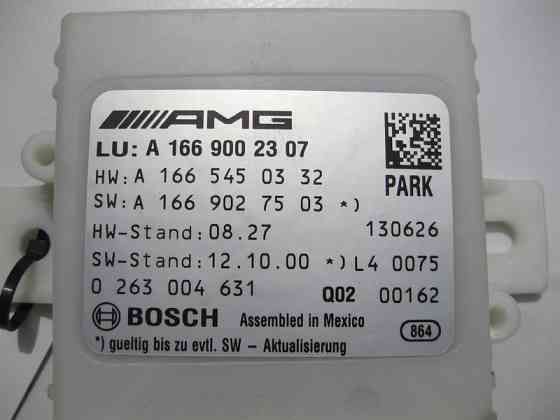 AMG
LU: A 166 900 23 07
HW: A 166 545 03 32
PARK
SW: A 166 902 75 03 *)
HW-Stand: 08.27 130626
SW-Stand: 12.10.00 *) L4 0075
0 263 004 631 Q02 00162
BOSCH Assembled in Mexico 864
*) gueltig bis zu evtl. SW - Aktualisierung